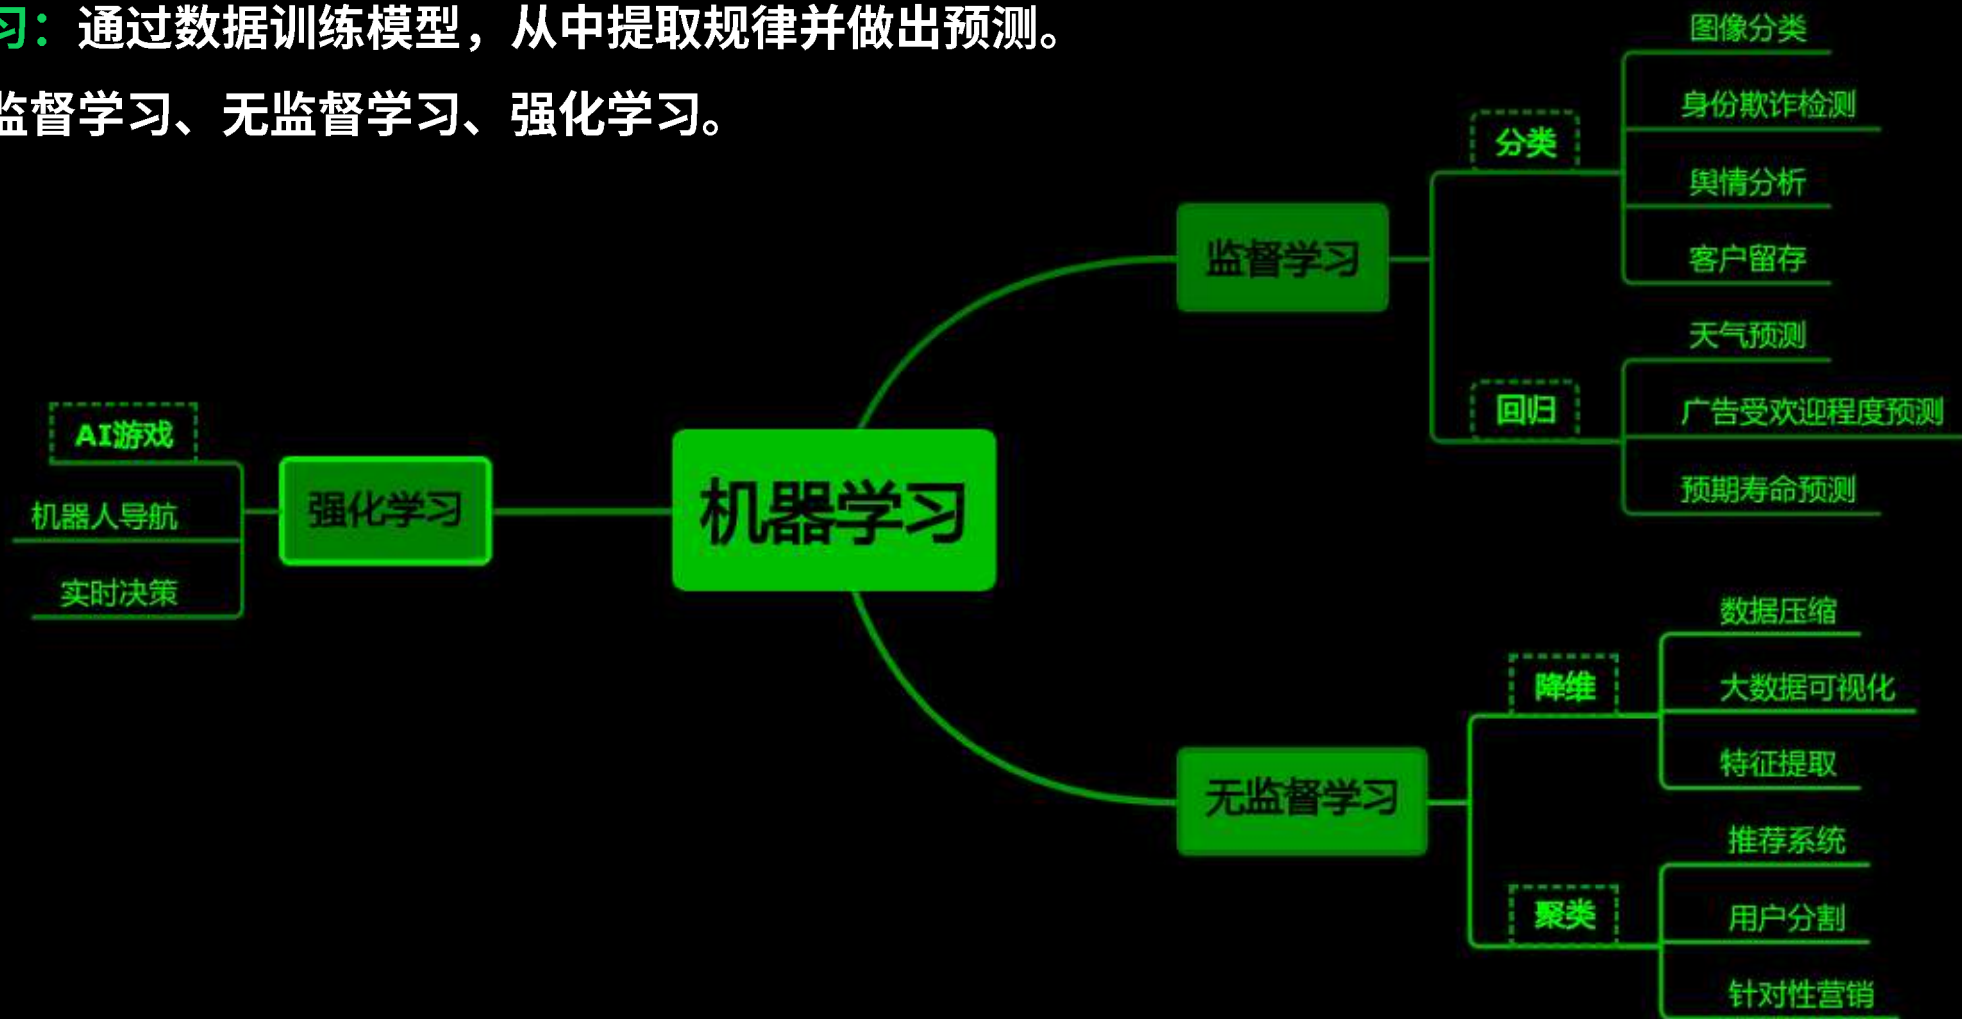 习：通过数据训练模型，从中提取规律并做出预测。
监督学习、无监督学习、强化学习。
机器学习
监督学习
分类
图像分类
身份欺诈检测
舆情分析
客户留存
回归
天气预测
广告受欢迎程度预测
预期寿命预测
无监督学习
降维
数据压缩
大数据可视化
特征提取
聚类
推荐系统
用户分割
针对性营销
强化学习
AI游戏
机器人导航
实时决策